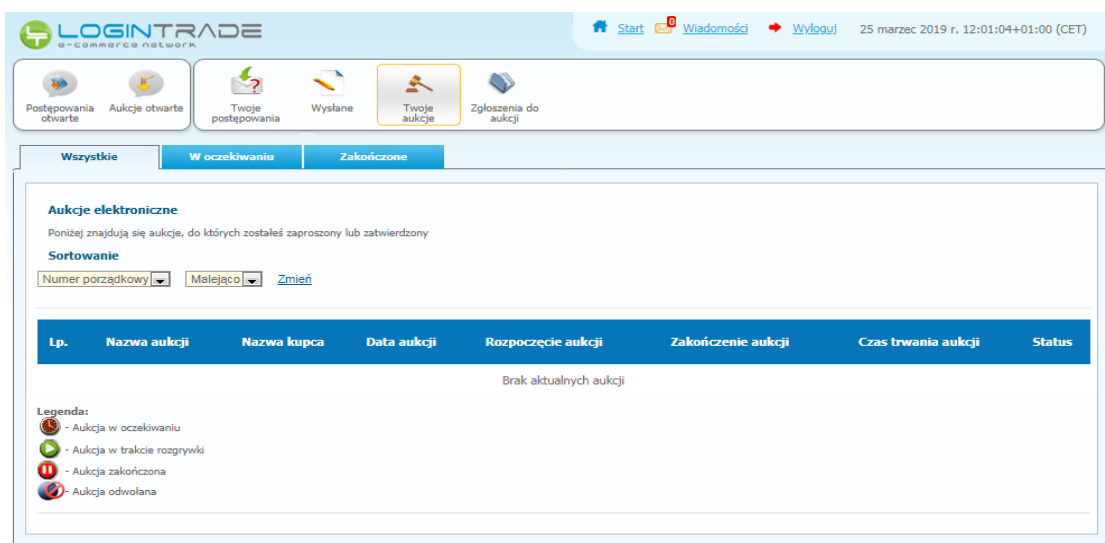 LOGINTRADE
e-commerce network
Start 0 Wiadomości Wyloguj 25 marzec 2019 r. 12:01:04+01:00 (CET)
Postępowania otwarte
Aukcje otwarte
Twoje postępowania
Wysłane
Twoje aukcje
Zgłoszenia do aukcji
Wszystkie W oczekiwaniu Zakończone
Aukcje elektroniczne
Poniżej znajdują się aukcje, do których zostałeś zaproszony lub zatwierdzony
Sortowanie
Numer porządkowy Malejąco Zmień
Lp. Nazwa aukcji Nazwa kupca Data aukcji Rozpoczęcie aukcji Zakończenie aukcji Czas trwania aukcji Status
Brak aktualnych aukcji
Legenda:
- Aukcja w oczekiwaniu
- Aukcja w trakcie rozgrywki
- Aukcja zakończona
- Aukcja odwołana